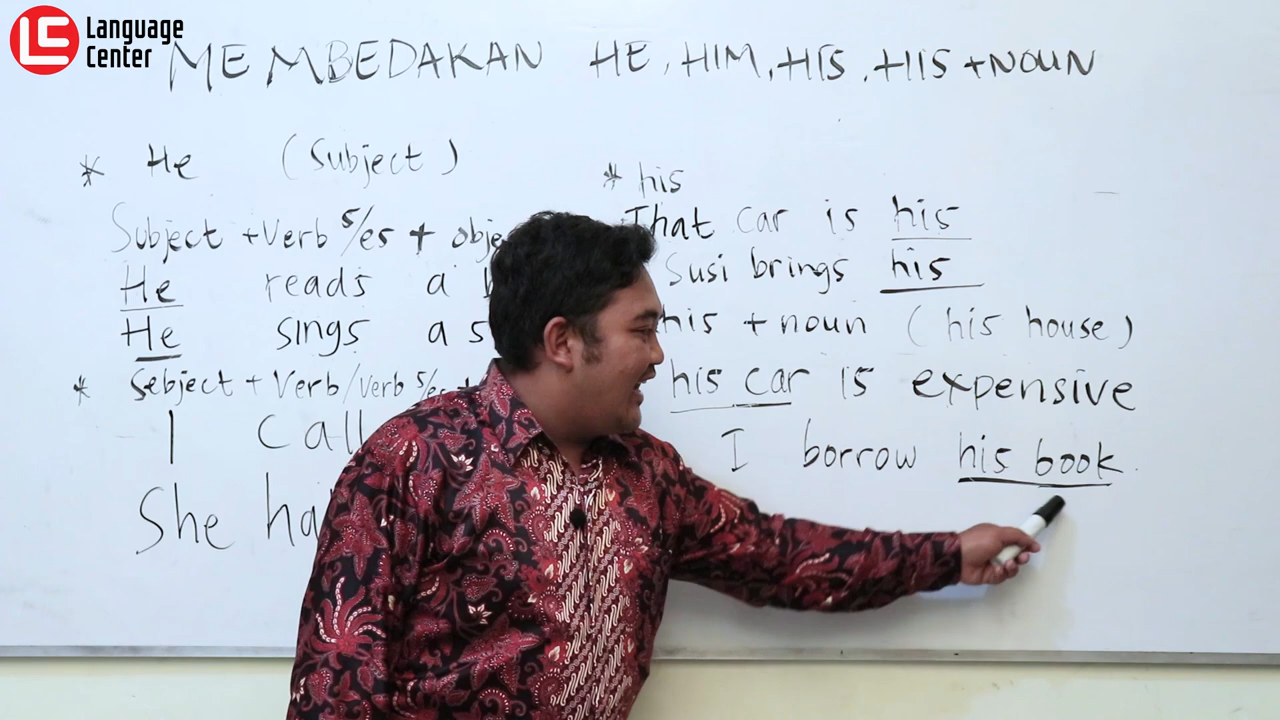 Language
Center
MEMBEDAKAN HE, HIM, HIS, HIS +NOUN
* He (Subject)
Subject +Verb s/es + obje
He reads a b
He sings a s
* Sebject + Verb/verb s/es +
I Call
She ha
* his
That car is his
Susi brings his
his + noun (his house)
his car is expensive
I borrow his book.